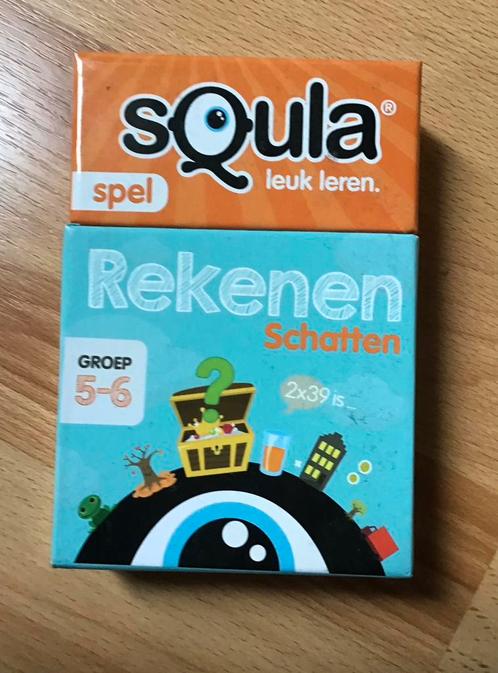 sQula®
leuk leren.
spel
Rekenen
Schatten
GROEP
5-6
?
2x39 is ...